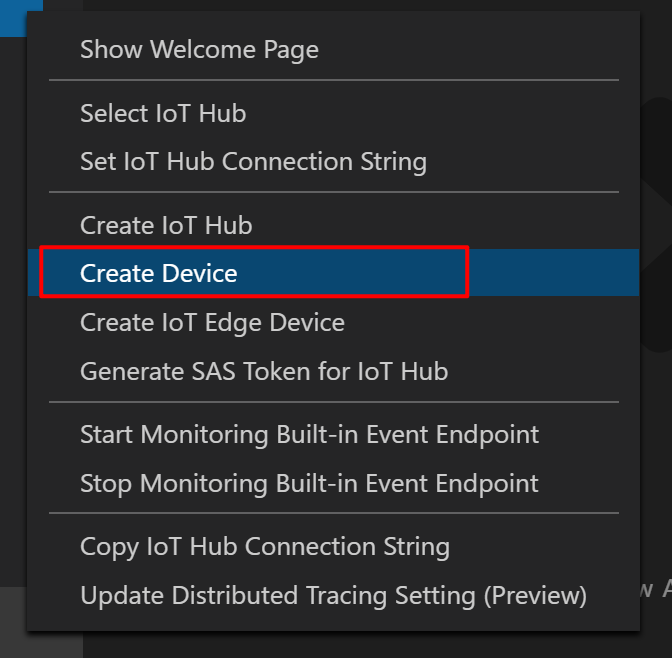 Show Welcome Page
Select IoT Hub
Set IoT Hub Connection String
Create IoT Hub
Create Device
Create IoT Edge Device
Generate SAS Token for IoT Hub
Start Monitoring Built-in Event Endpoint
Stop Monitoring Built-in Event Endpoint
Copy IoT Hub Connection String
Update Distributed Tracing Setting (Preview)